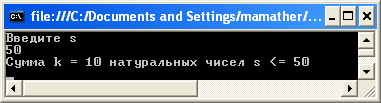 file:///C:/Documents and Settings/mamather/...
Введите s
50
Сумма k = 10 натуральных чисел s <= 50